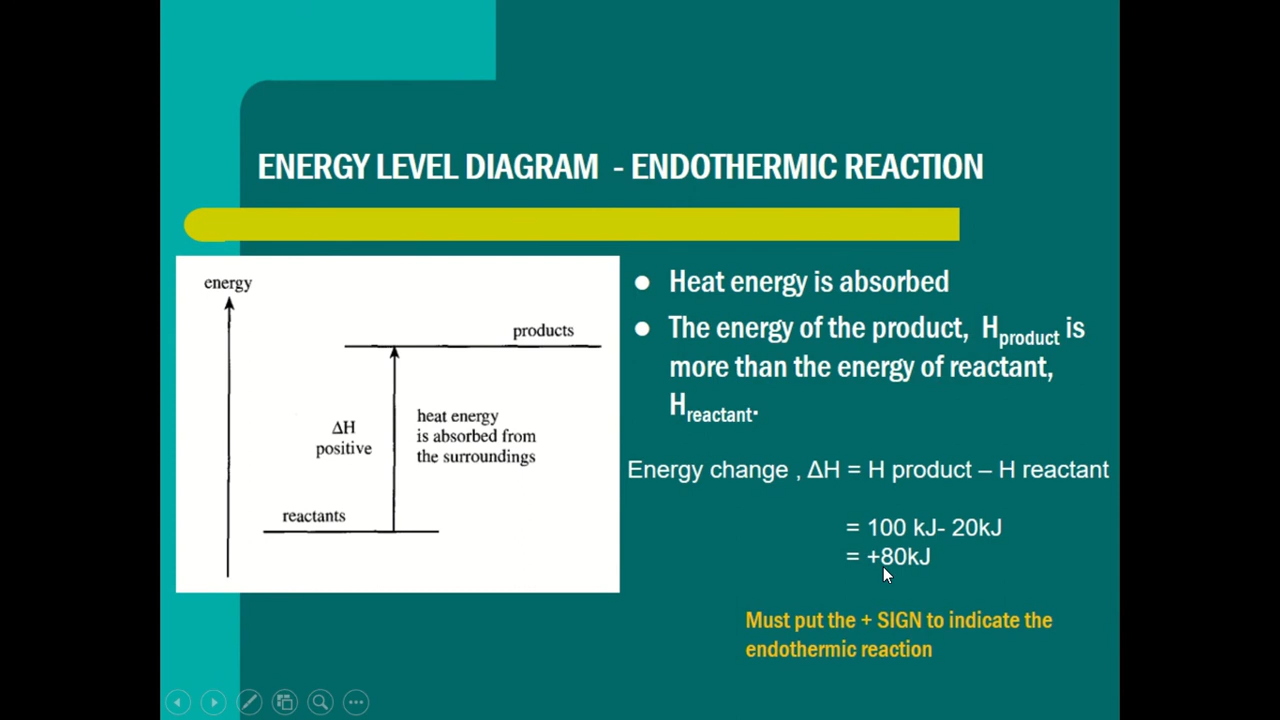 ENERGY LEVEL DIAGRAM - ENDOTHERMIC REACTION
energy
products
ΔH
positive
heat energy
is absorbed from
the surroundings
reactants
● Heat energy is absorbed
● The energy of the product, Hproduct is
more than the energy of reactant,
Hreactant.
Energy change , ΔH = H product – H reactant
= 100 kJ- 20kJ
= +80kJ
Must put the + SIGN to indicate the
endothermic reaction